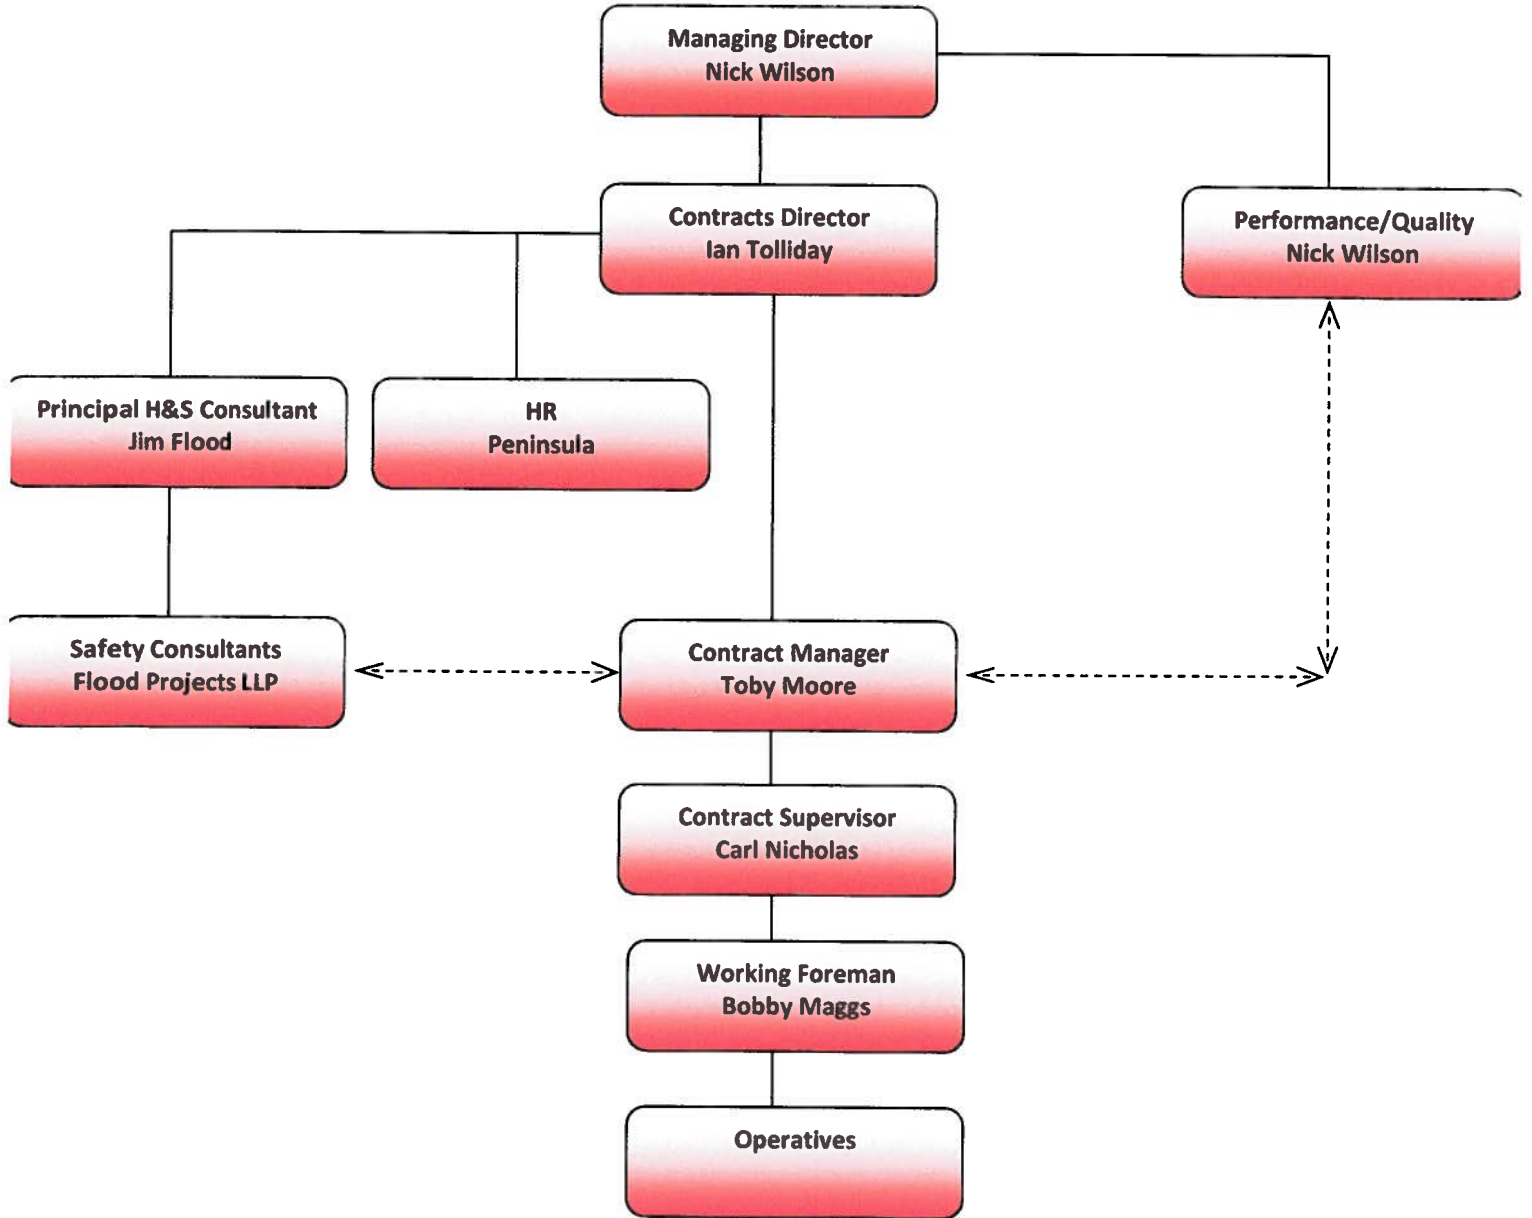 Managing Director
Nick Wilson
Contracts Director
Ian Tolliday
Performance/Quality
Nick Wilson
Principal H&S Consultant
Jim Flood
HR
Peninsula
Safety Consultants
Flood Projects LLP
Contract Manager
Toby Moore
Contract Supervisor
Carl Nicholas
Working Foreman
Bobby Maggs
Operatives